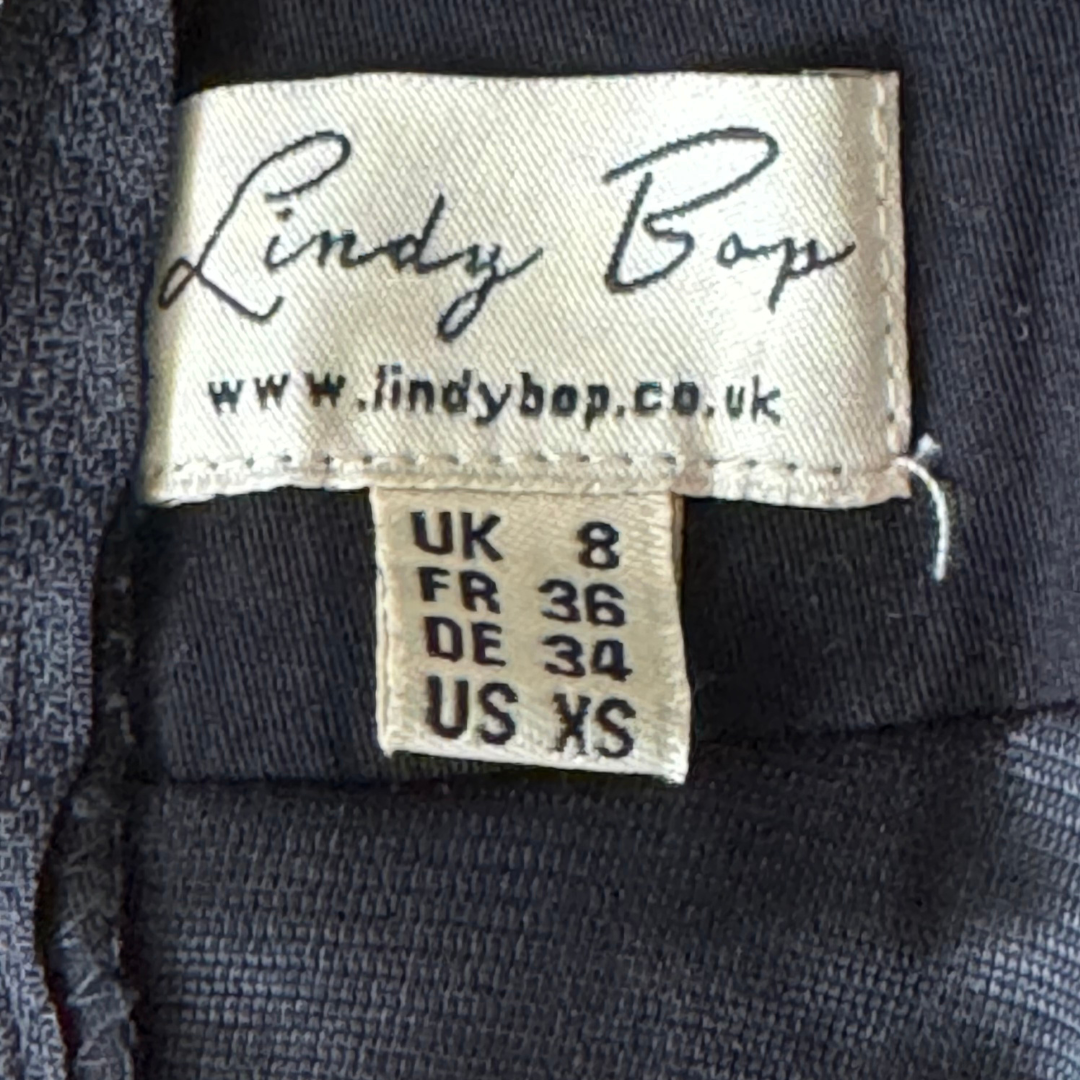 Lindy Bop
www.lindybop.co.uk
UK 8
FR 36
DE 34
US XS